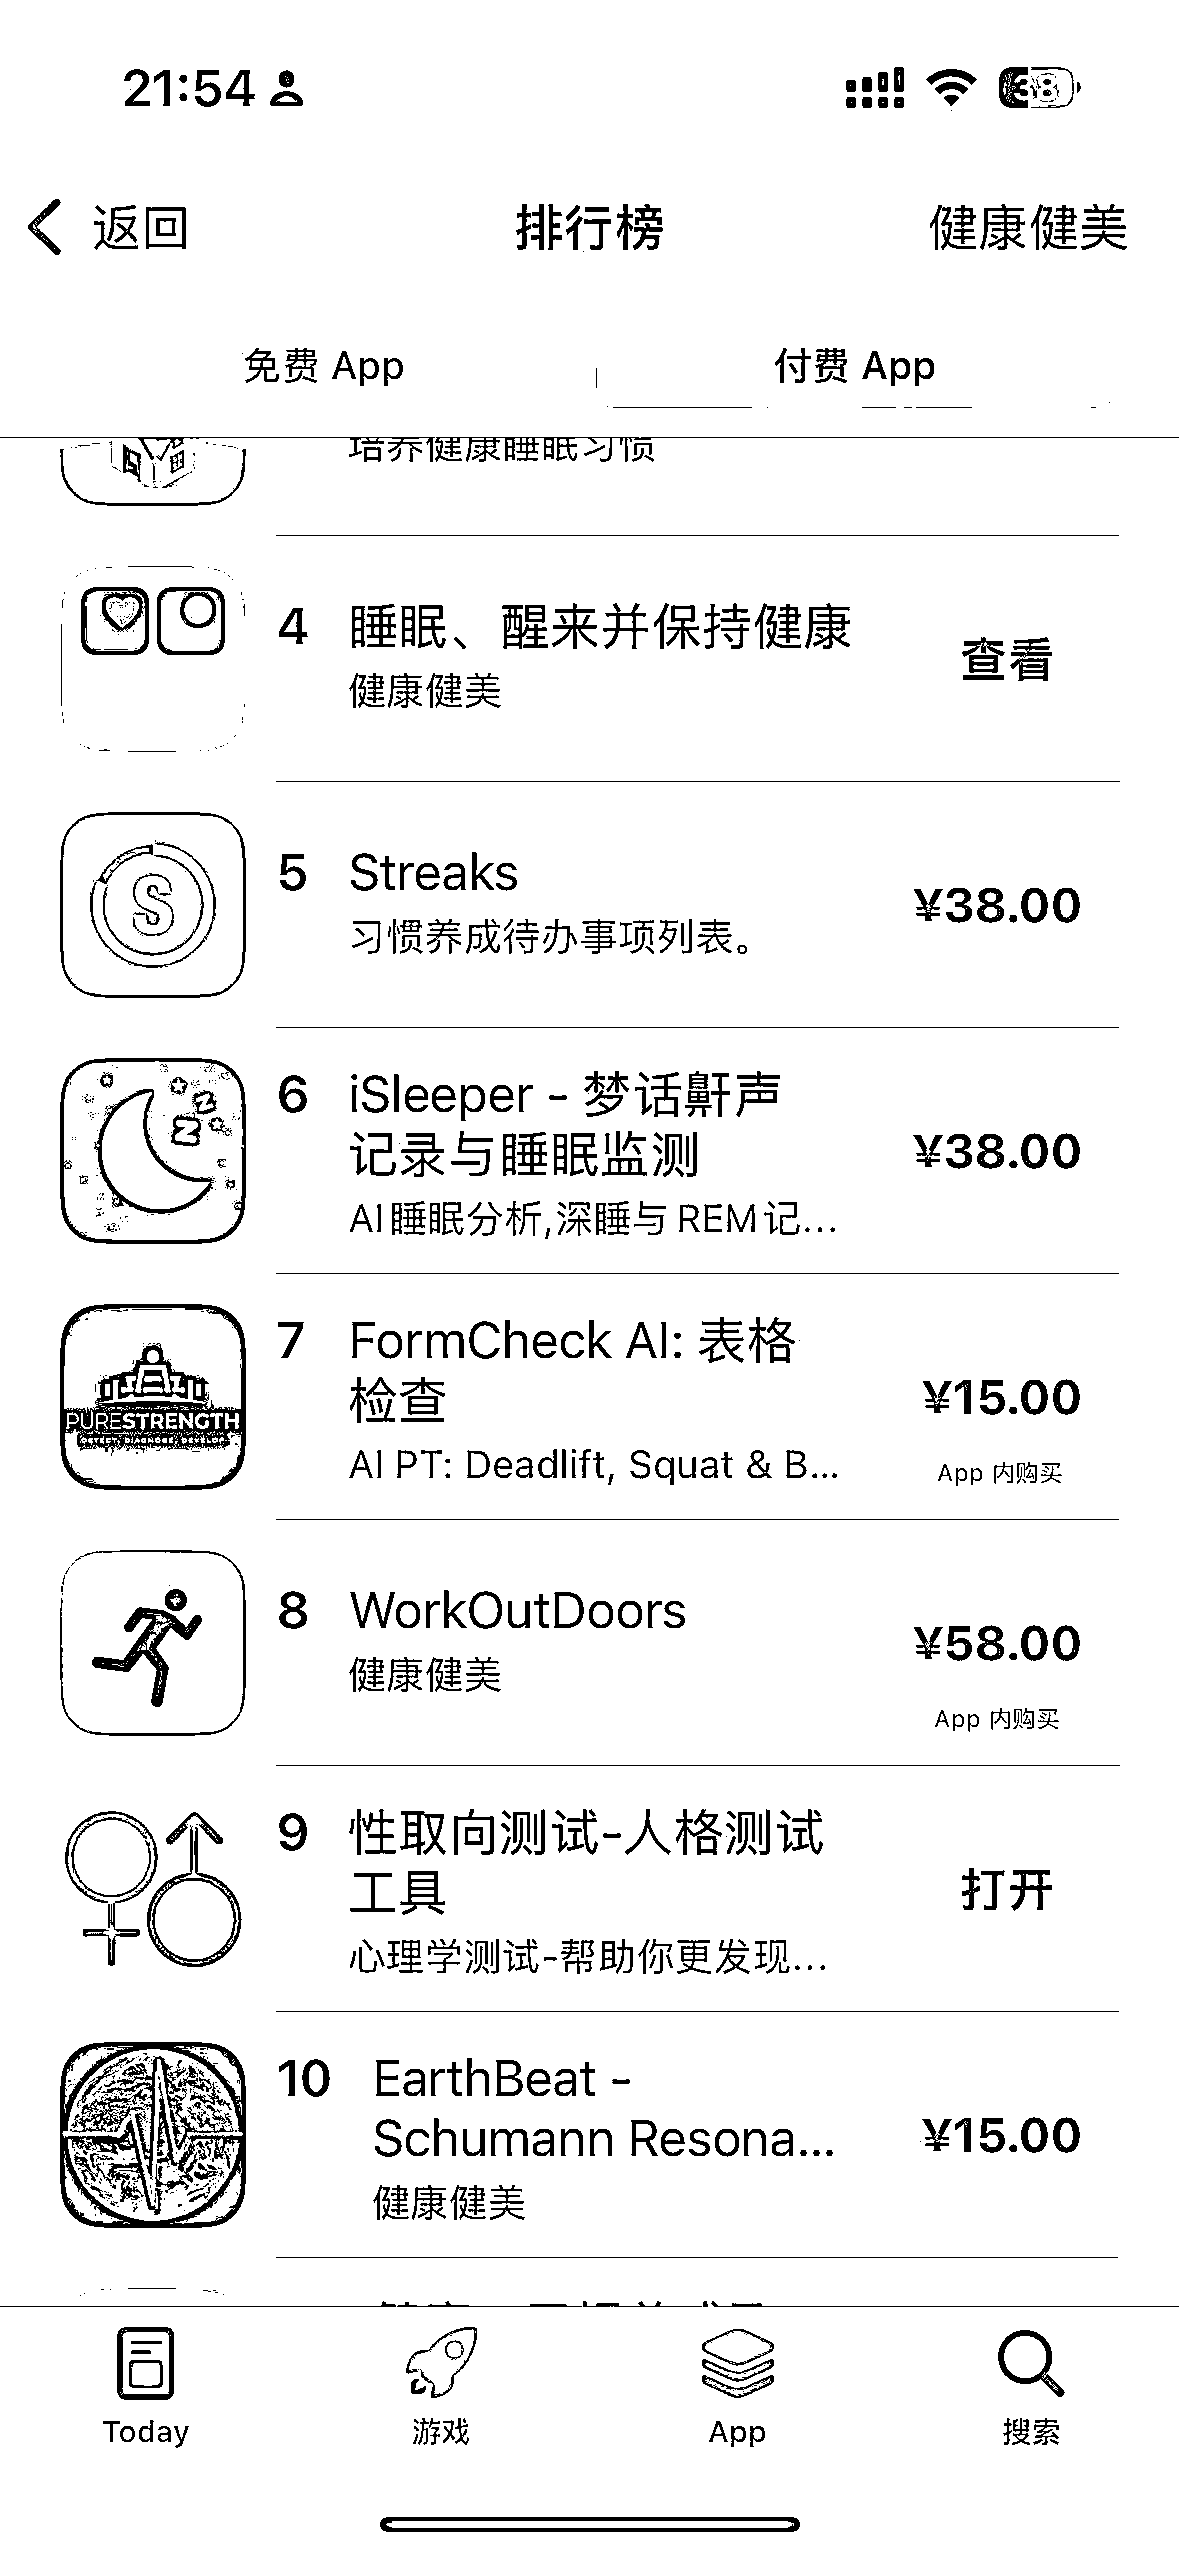 21:54
38
返回
排行榜
健康健美
免费 App
付费 App
培养健康睡眠习惯
4
睡眠、醒来并保持健康
健康健美
查看
5
Streaks
习惯养成待办事项列表。
¥38.00
6
iSleeper - 梦话鼾声
记录与睡眠监测
AI睡眠分析,深睡与 REM记...
¥38.00
PURESTRENGTH
7
FormCheck AI: 表格
检查
AI PT: Deadlift, Squat & B...
¥15.00
App 内购买
8
WorkOutDoors
健康健美
¥58.00
App 内购买
9
性取向测试-人格测试
工具
心理学测试-帮助你更发现...
打开
10
EarthBeat -
Schumann Resona...
健康健美
¥15.00
Today
游戏
App
搜索